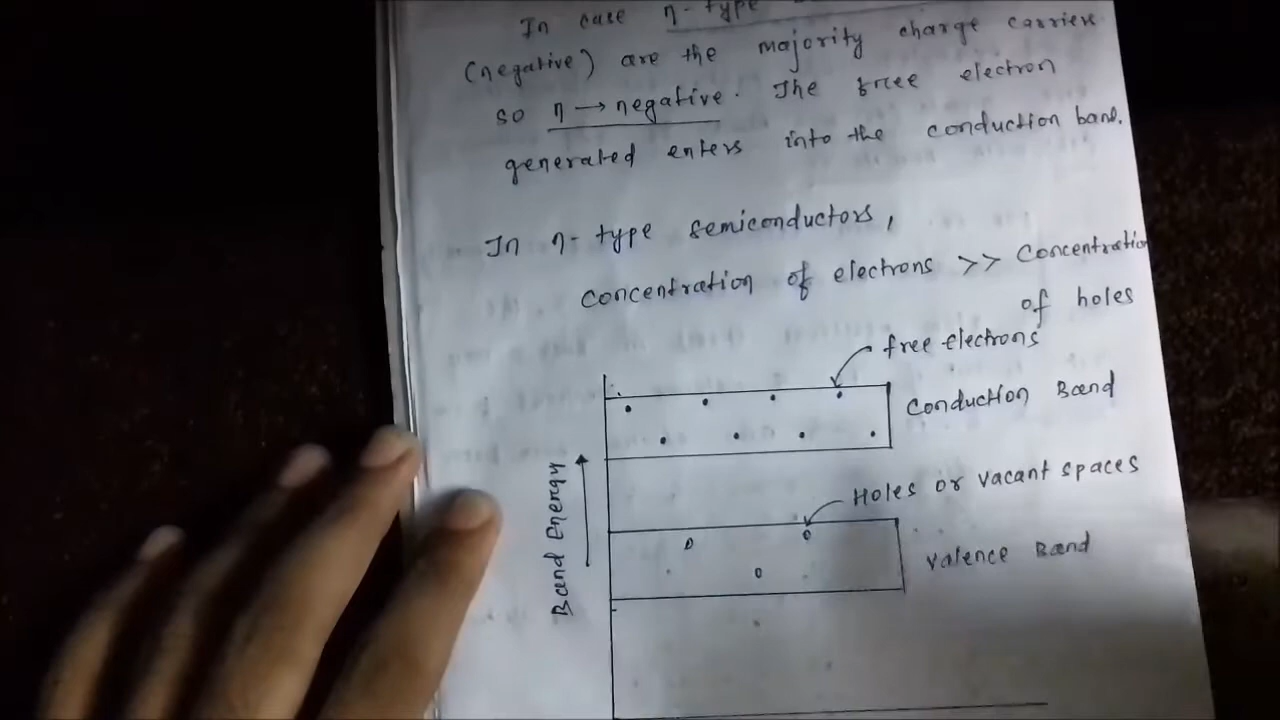 In case η-type
(negative) are the majority charge carriers
so η → negative. The free electron
generated enters into the conduction band.
In η-type semiconductors,
concentration of electrons >> Concentratio
of holes
free electrons
Conduction Band
Band Energy
Holes or vacant spaces
Valence Band